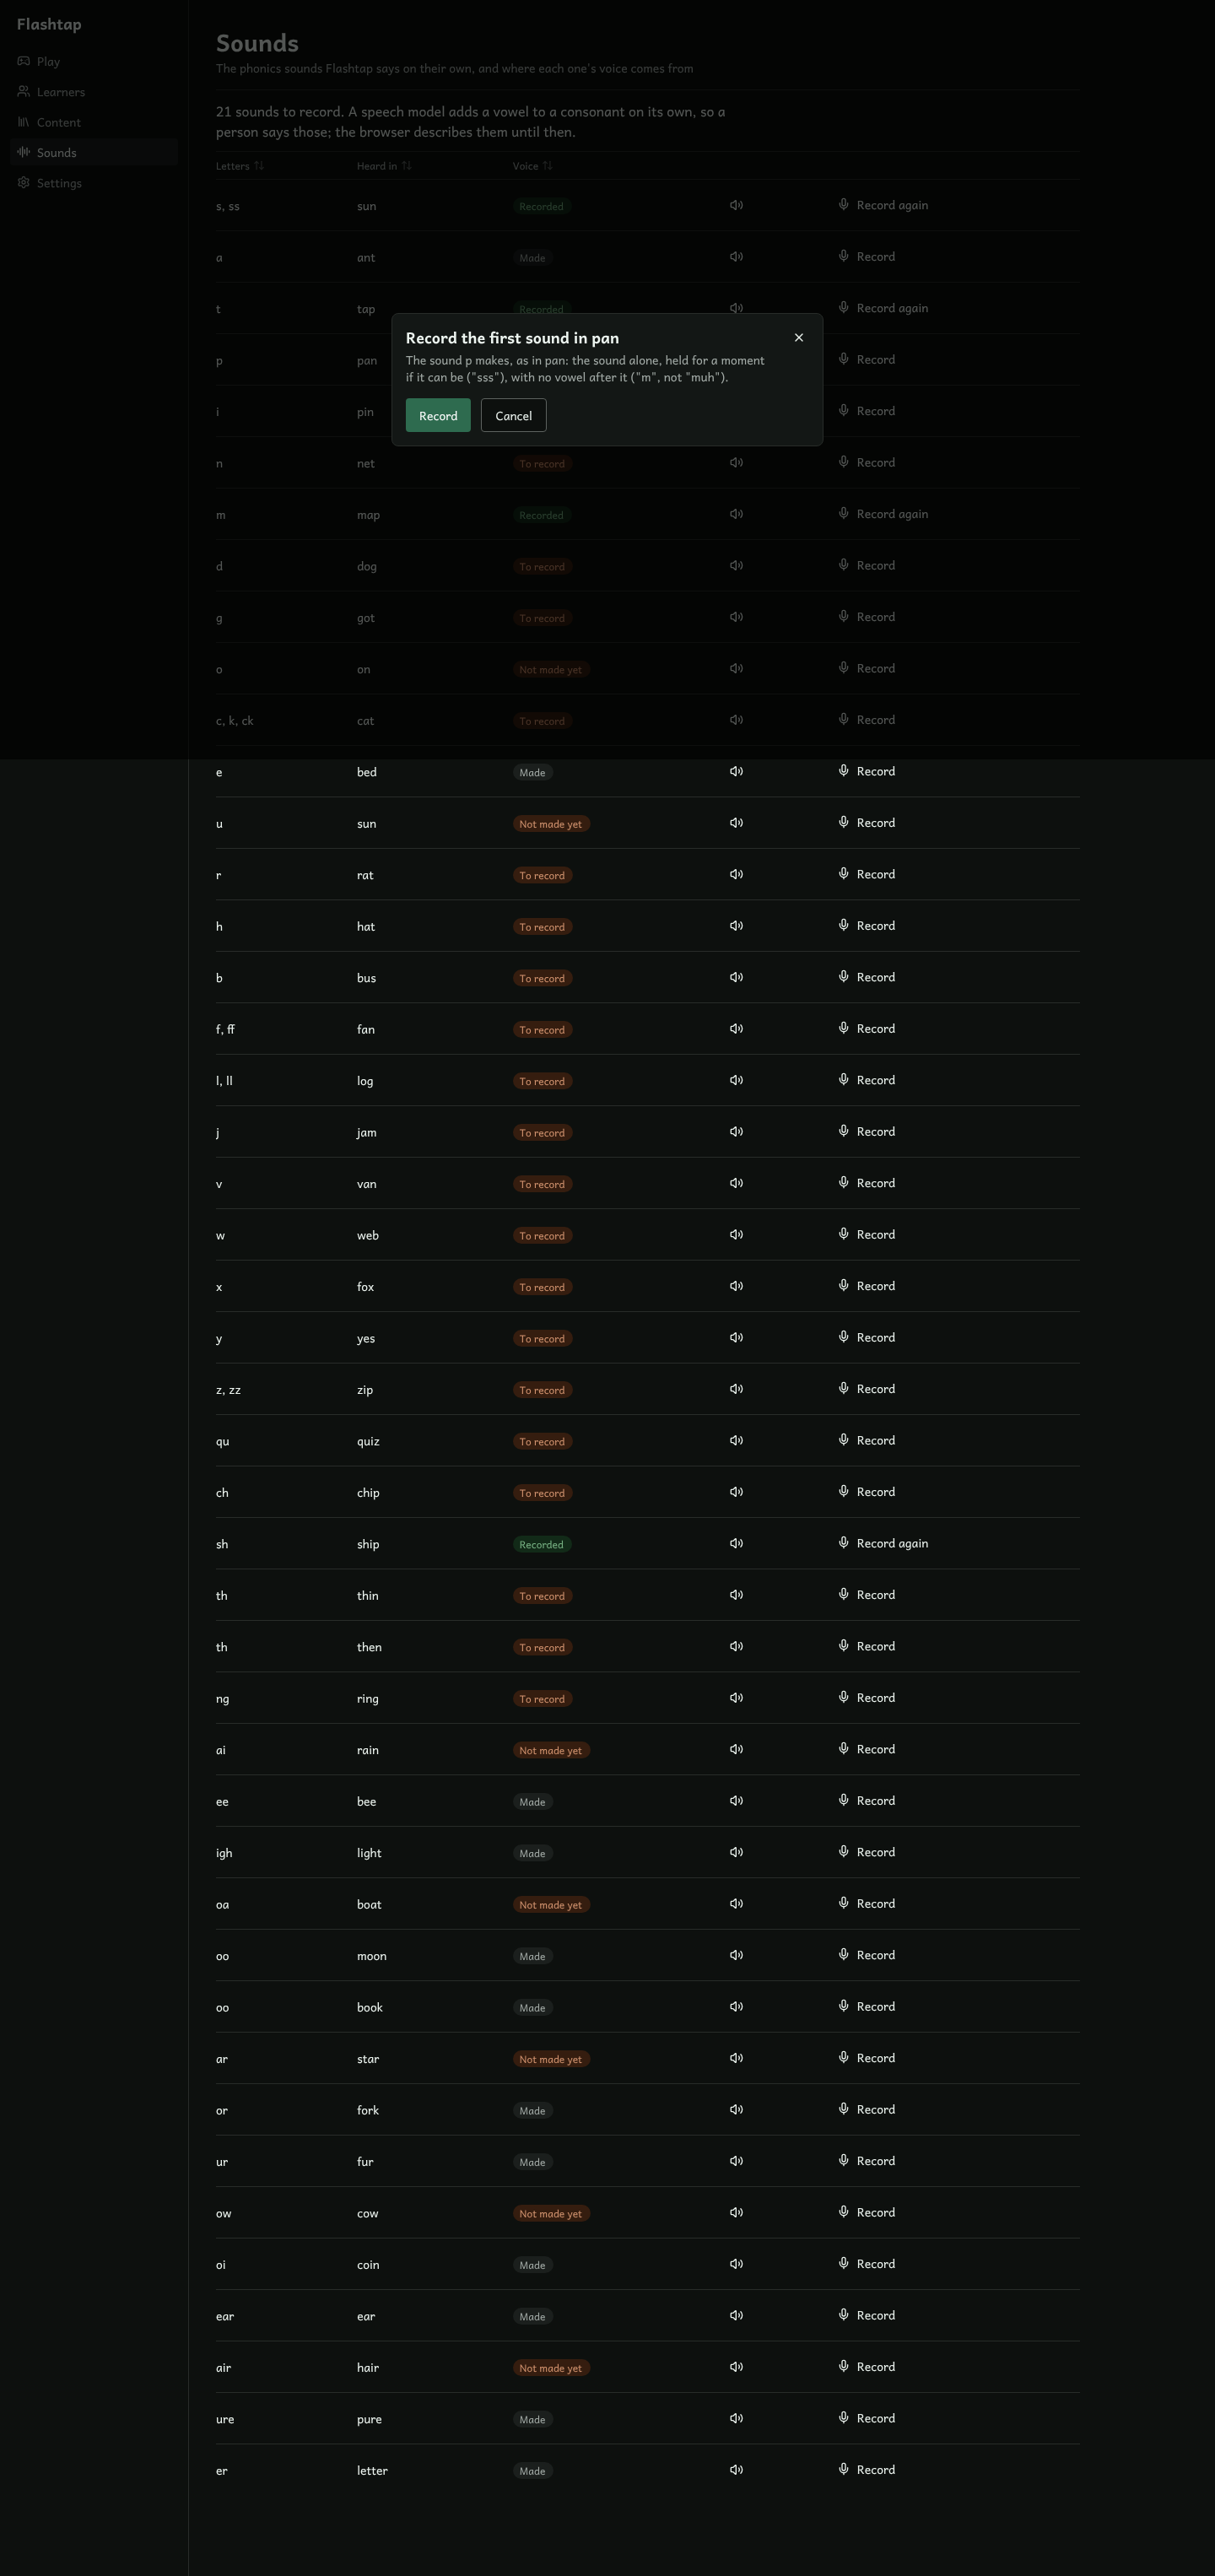 Flashtap
Play
Learners
Content
Sounds
Settings
Sounds
The phonics sounds Flashtap says on their own, and where each one's voice comes from
21 sounds to record. A speech model adds a vowel to a consonant on its own, so a
person says those; the browser describes them until then.
Letters Heard in Voice
s, ss sun Recorded Record again
a ant Made Record
t tap Recorded Record again
p pan Record
i pin Record
Record the first sound in pan
The sound p makes, as in pan: the sound alone, held for a moment
if it can be ("sss"), with no vowel after it ("m", not "muh").
Record Cancel
n net To record Record
m map Recorded Record again
d dog To record Record
g got To record Record
o on Not made yet Record
c, k, ck cat To record Record
e bed Made Record
u sun Not made yet Record
r rat To record Record
h hat To record Record
b bus To record Record
f, ff fan To record Record
l, ll log To record Record
j jam To record Record
v van To record Record
w web To record Record
x fox To record Record
y yes To record Record
z, zz zip To record Record
qu quiz To record Record
ch chip To record Record
sh ship Recorded Record again
th thin To record Record
th then To record Record
ng ring To record Record
ai rain Not made yet Record
ee bee Made Record
igh light Made Record
oa boat Not made yet Record
oo moon Made Record
oo book Made Record
ar star Not made yet Record
or fork Made Record
ur fur Made Record
ow cow Not made yet Record
oi coin Made Record
ear ear Made Record
air hair Not made yet Record
ure pure Made Record
er letter Made Record